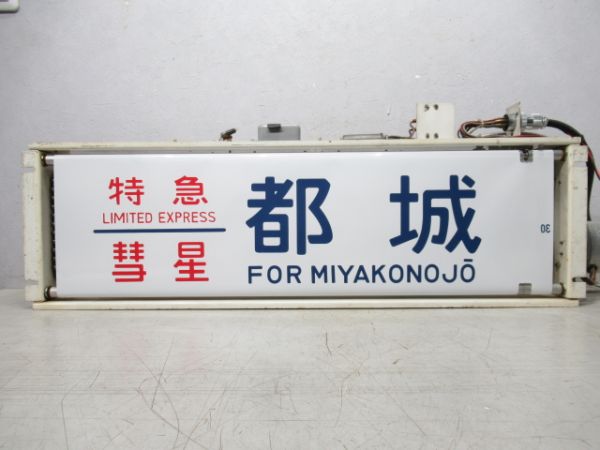 特急
LIMITED EXPRESS
彗星
都城
FOR MIYAKONOJŌ
30